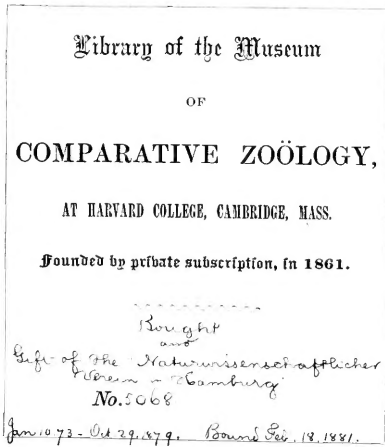 Library of the Museum
OF
COMPARATIVE ZOÖLOGY,
AT HARVARD COLLEGE, CAMBRIDGE, MASS.
Founded by private subscription, in 1861.
Bought
and
Gift of the Naturwissenschaftlicher
Verein in Hamburg
No. 5068
Jan 10 73 - Oct 29, 1879. Bound Feb. 18, 1881.